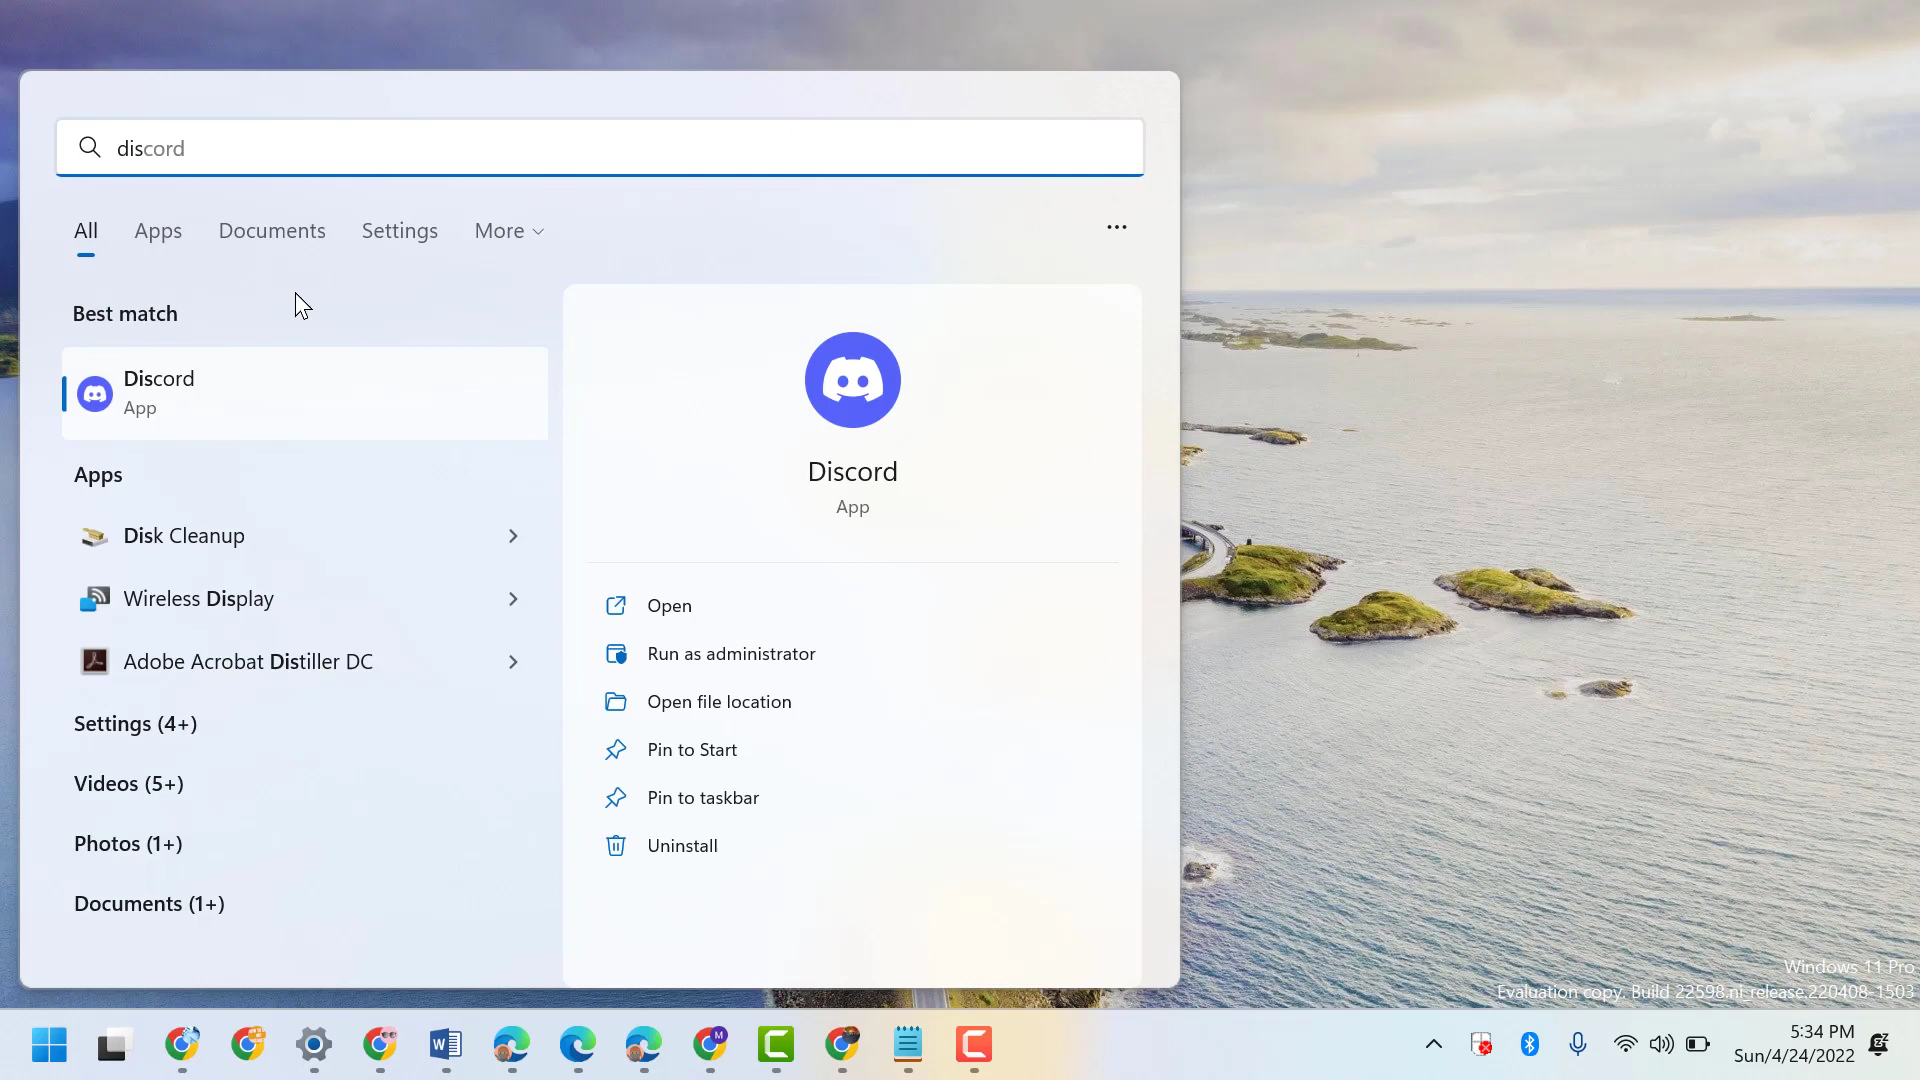 discord
All Apps Documents Settings More
Best match
Discord
App
Apps
Disk Cleanup
Wireless Display
Adobe Acrobat Distiller DC
Settings (4+)
Videos (5+)
Photos (1+)
Documents (1+)
Discord
App
Open
Run as administrator
Open file location
Pin to Start
Pin to taskbar
Uninstall
Windows 11 Pro
Evaluation copy. Build 22598.ni_release.220408-1503
M
5:34 PM
Sun/4/24/2022